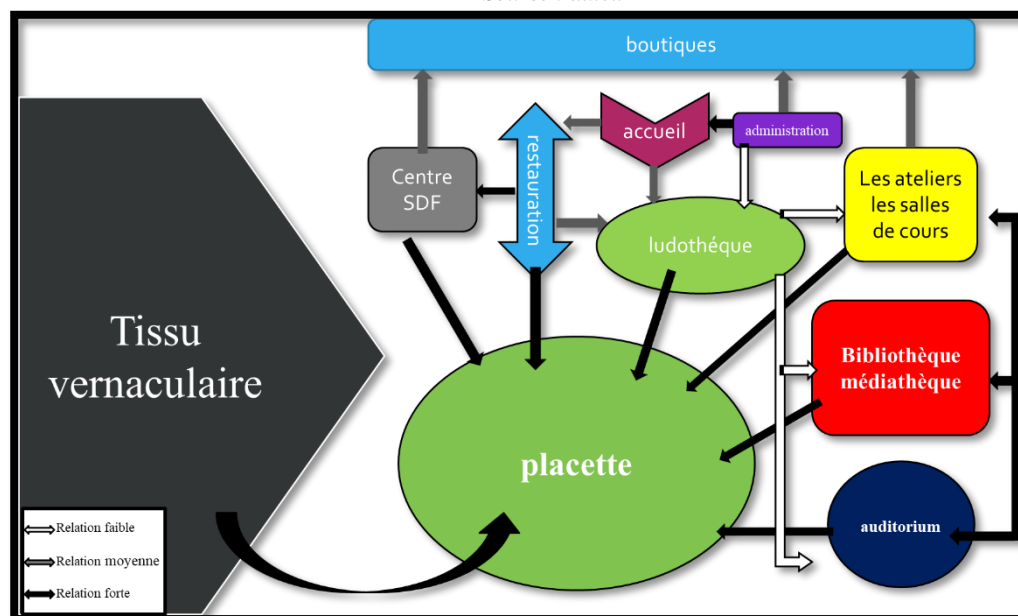 boutiques
accueil
administration
restauration
Centre
SDF
Les ateliers
les salles
de cours
ludothéque
Tissu
vernaculaire
Bibliothèque
médiathèque
placette
auditorium
Relation faible
Relation moyenne
Relation forte